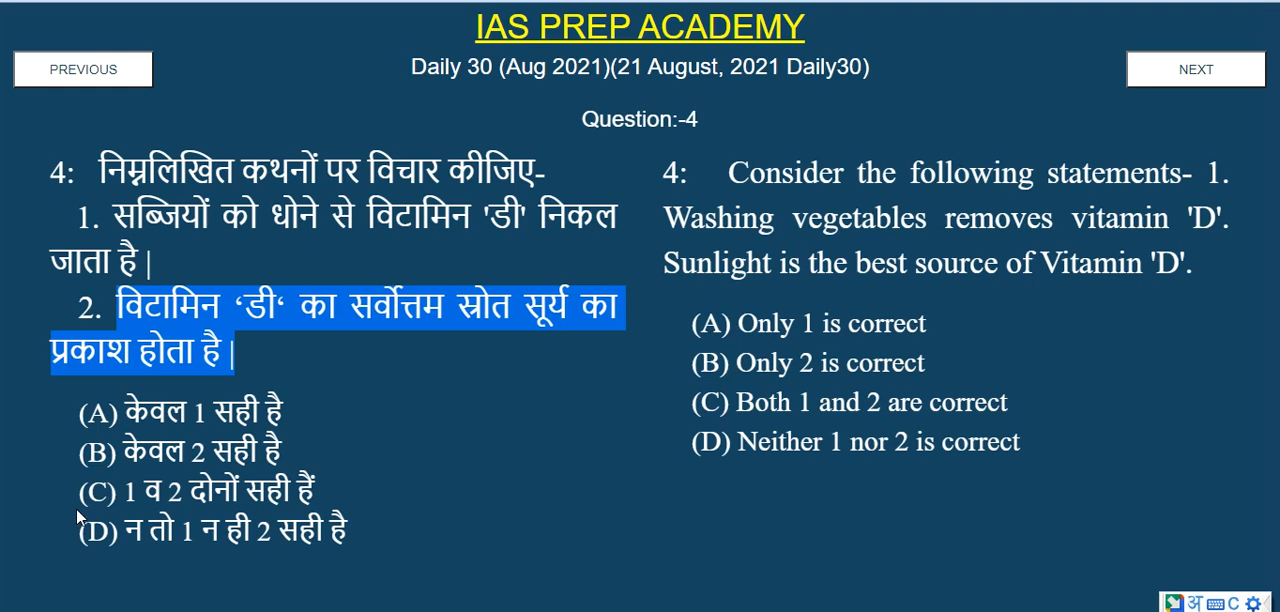 IAS PREP ACADEMY
PREVIOUS
Daily 30 (Aug 2021)(21 August, 2021 Daily30)
NEXT
Question:-4
4: निम्नलिखित कथनों पर विचार कीजिए-
1. सब्जियों को धोने से विटामिन 'डी' निकल
जाता है |
2. विटामिन ‘डी‘ का सर्वोत्तम स्रोत सूर्य का
प्रकाश होता है |
(A) केवल 1 सही है
(B) केवल 2 सही है
(C) 1 व 2 दोनों सही हैं
(D) न तो 1 न ही 2 सही है
4: Consider the following statements- 1.
Washing vegetables removes vitamin 'D'.
Sunlight is the best source of Vitamin 'D'.
(A) Only 1 is correct
(B) Only 2 is correct
(C) Both 1 and 2 are correct
(D) Neither 1 nor 2 is correct
अ C